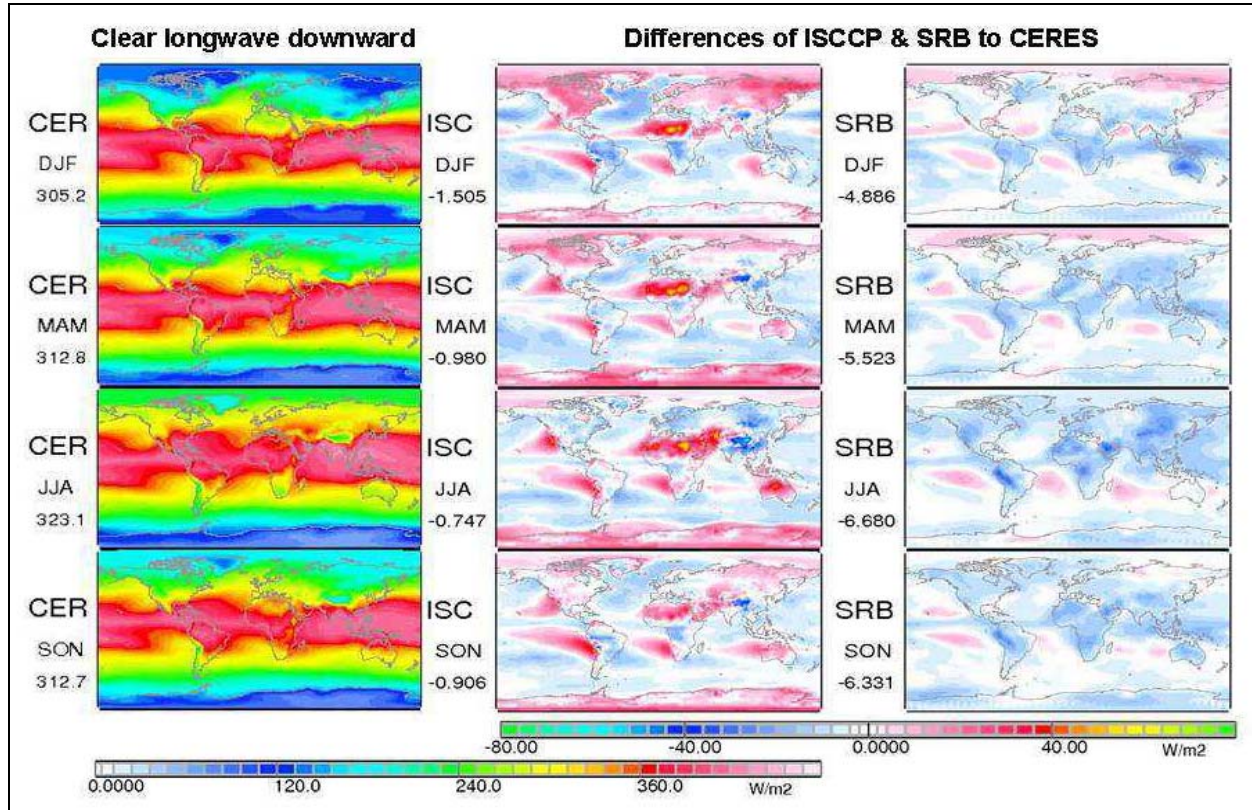 Clear longwave downward
Differences of ISCCP & SRB to CERES
CER
DJF
305.2
ISC
DJF
-1.505
SRB
DJF
-4.886
CER
MAM
312.8
ISC
MAM
-0.980
SRB
MAM
-5.523
CER
JJA
323.1
ISC
JJA
-0.747
SRB
JJA
-6.680
CER
SON
312.7
ISC
SON
-0.906
SRB
SON
-6.331
-80.00 -40.00 0.0000 40.00 W/m2
0.0000 120.0 240.0 360.0 W/m2